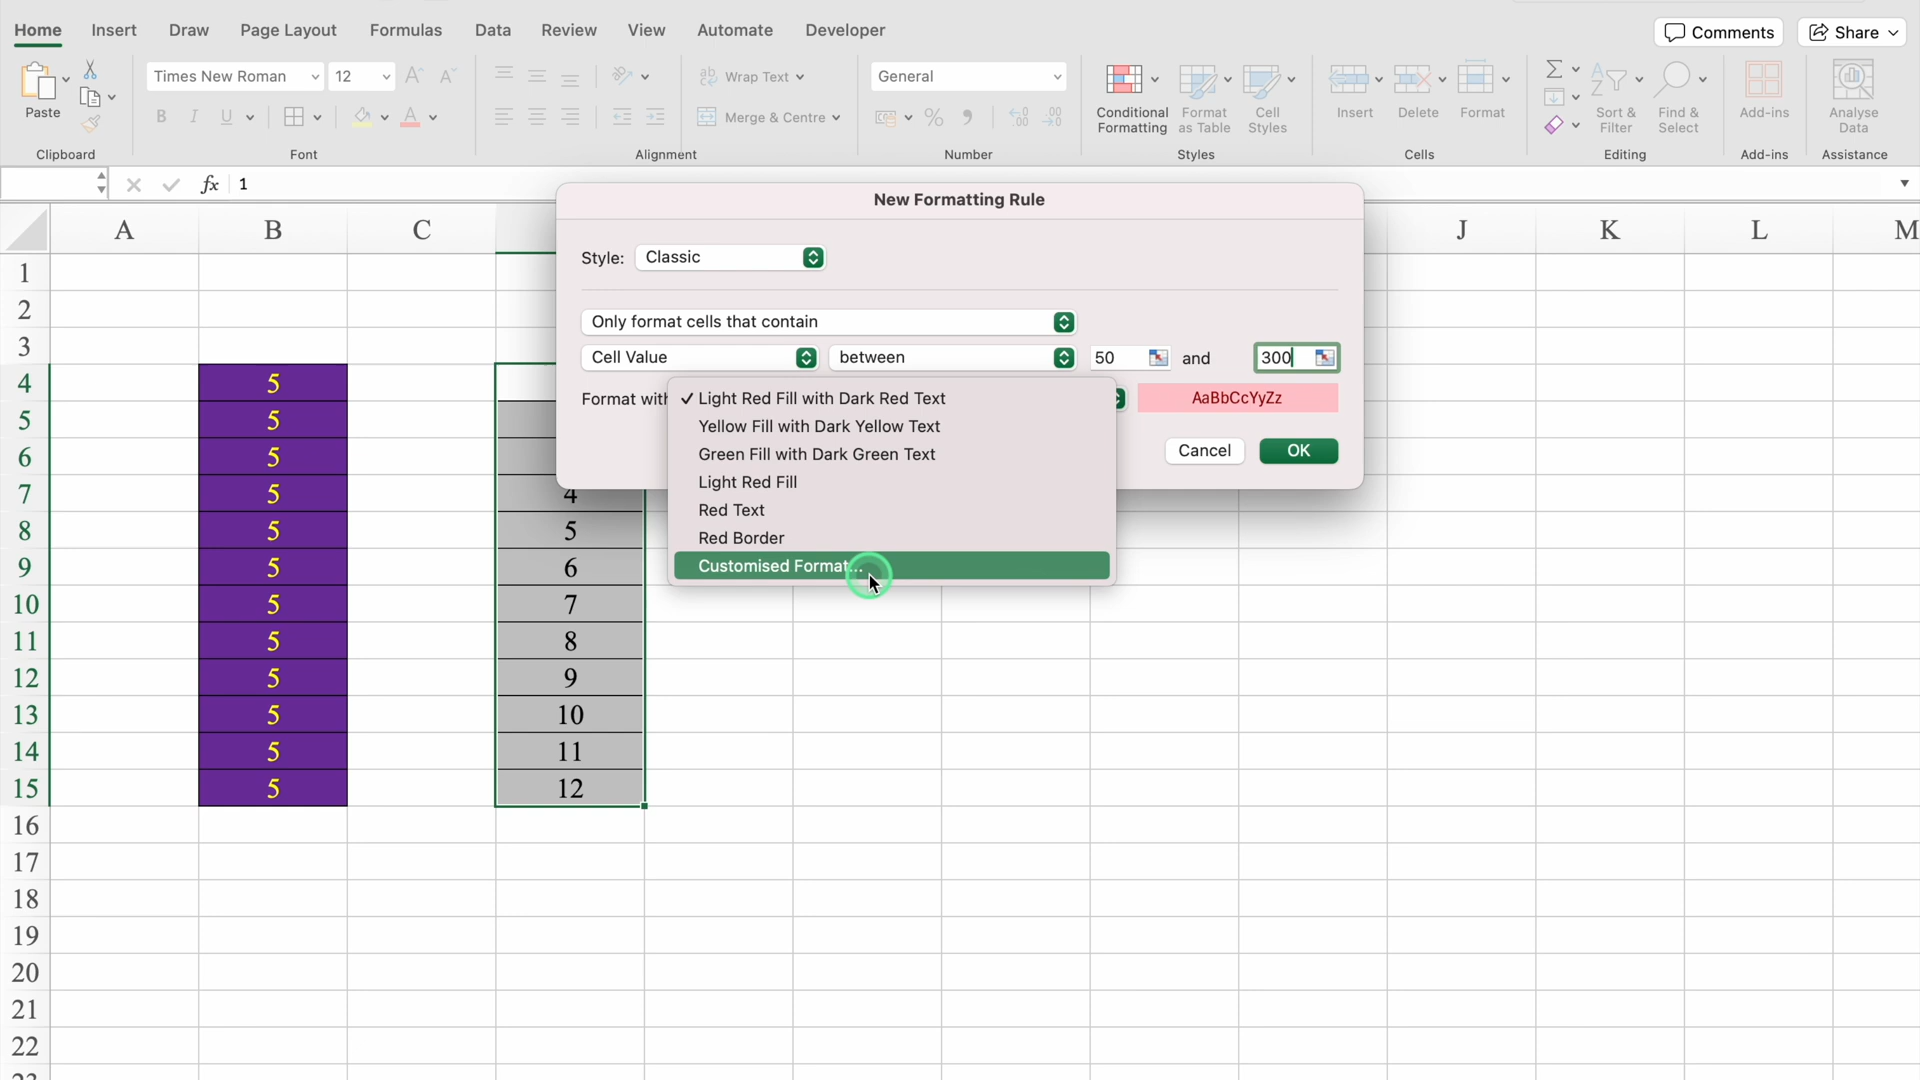 Home Insert Draw Page Layout Formulas Data Review View Automate Developer Comments Share
Times New Roman 12 Wrap Text General
Paste B I U Merge & Centre % Conditional Formatting Format as Table Cell Styles Insert Delete Format Sort & Filter Find & Select Add-ins Analyse Data
Clipboard Font Alignment Number Styles Cells Editing Add-ins Assistance
fx 1
New Formatting Rule
A B C J K L M
Style: Classic
1
2
Only format cells that contain
3
Cell Value between 50 and 300
4 5
Format with Light Red Fill with Dark Red Text AaBbCcYyZz
5 5
Yellow Fill with Dark Yellow Text
6 5
Green Fill with Dark Green Text Cancel OK
7 5 4
Light Red Fill
Red Text
8 5 5
Red Border
9 5 6
Customised Format...
10 5 7
11 5 8
12 5 9
13 5 10
14 5 11
15 5 12
16
17
18
19
20
21
22